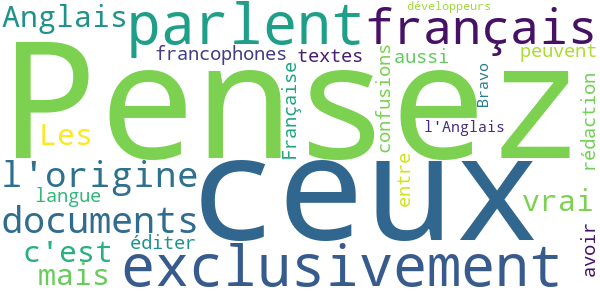 développeurs
Anglais
parlent
français
francophones
textes
aussi
peuvent
Pensez
Les
Française
confusions
Bravo
l'Anglais
rédaction
l'origine
ceux
entre
langue
vrai
documents
c'est
éditer
exclusivement
avoir
mais